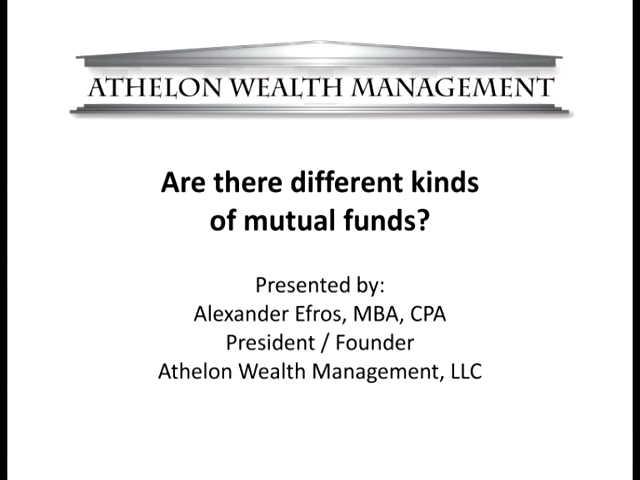 ATHELON WEALTH MANAGEMENT
Are there different kinds
of mutual funds?
Presented by:
Alexander Efros, MBA, CPA
President / Founder
Athelon Wealth Management, LLC